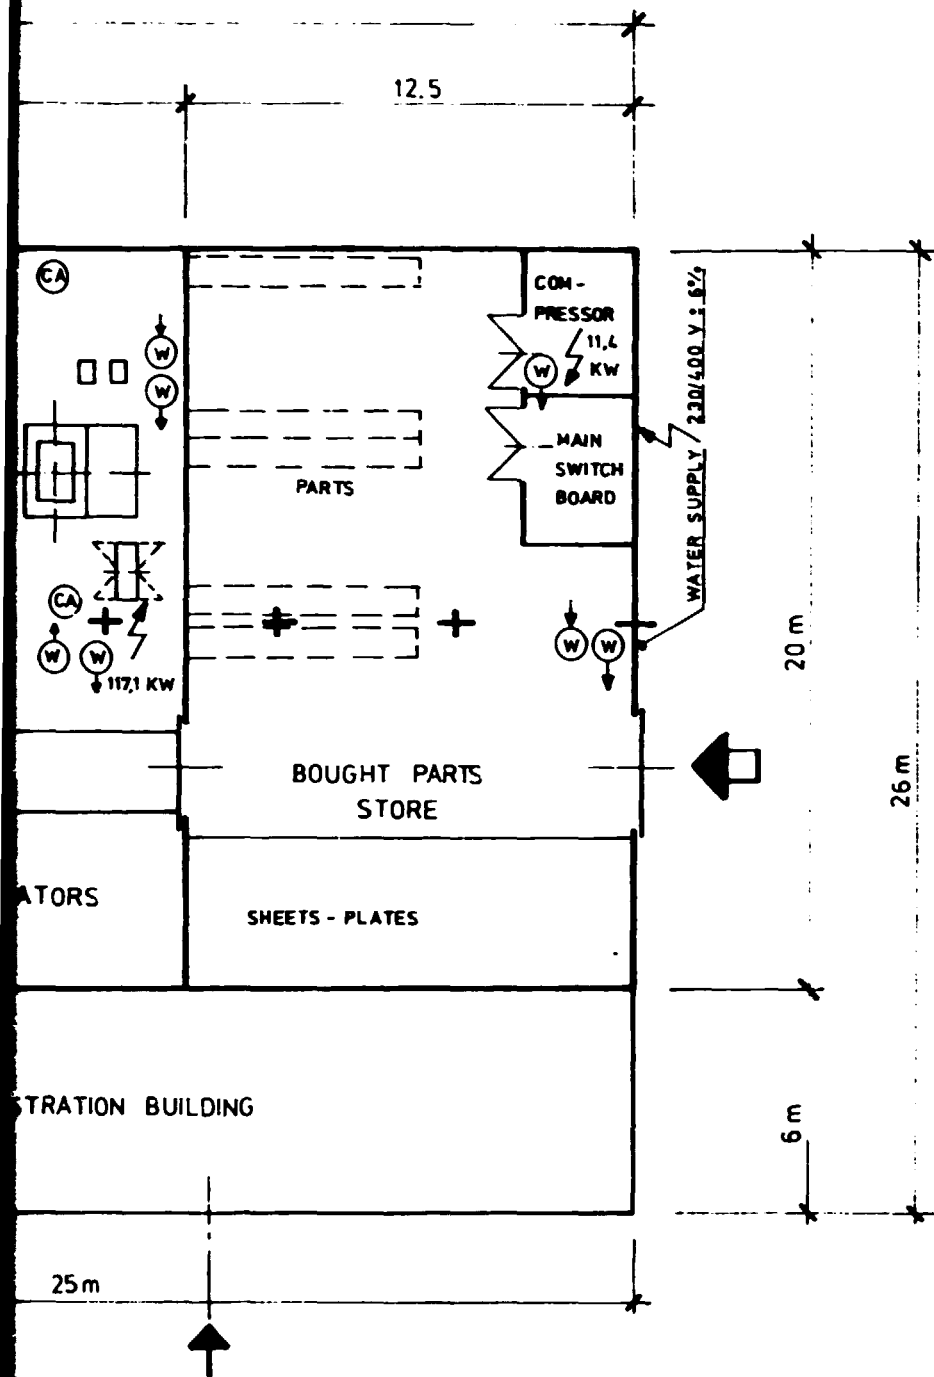 12.5
CA
COM-
PRESSOR
11,4
KW
W
W
W
MAIN
SWITCH
BOARD
PARTS
WATER SUPPLY 230/400 V ± 6%
CA
W
W
117,1 KW
W
W
20 m
26 m
BOUGHT PARTS
STORE
ATORS
SHEETS - PLATES
STRATION BUILDING
6 m
25 m